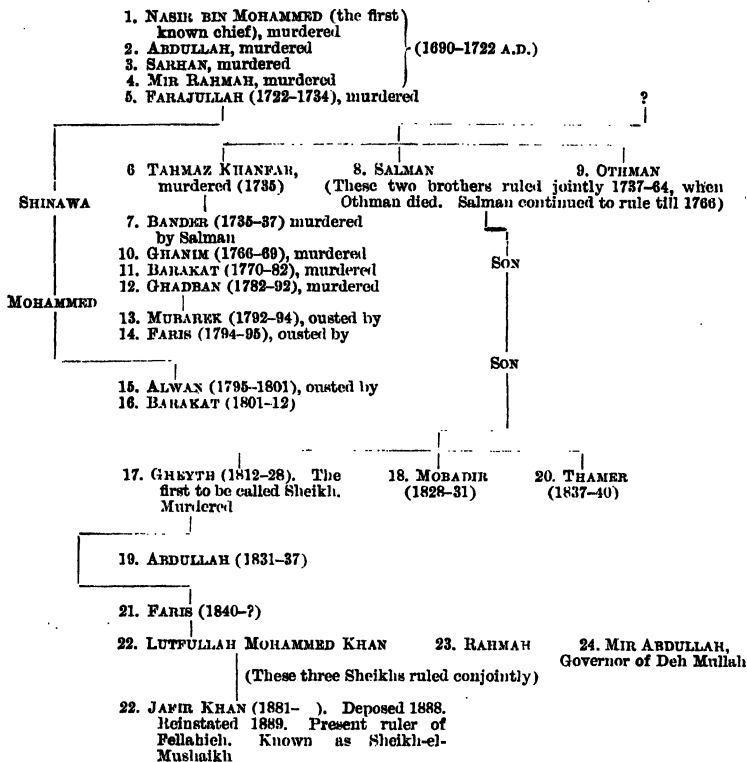 1. NASIR BIN MOHAMMED (the first
known chief), murdered
2. ABDULLAH, murdered
(1690–1722 A.D.)
3. SARHAN, murdered
4. MIR RAHMAH, murdered
5. FARAJULLAH (1722–1734), murdered
?
6 TAHMAZ KHANFAR,
murdered (1735)
8. SALMAN
9. OTHMAN
(These two brothers ruled jointly 1737–64, when
Othman died. Salman continued to rule till 1766)
SHINAWA
7. BANDER (1735–37) murdered
by Salman
10. GHANIM (1766–69), murdered
SON
11. BARAKAT (1770–82), murdered
12. GHADBAN (1782–92), murdered
MOHAMMED
13. MUBAREK (1792–94), ousted by
14. FARIS (1794–95), ousted by
SON
15. ALWAN (1795–1801), ousted by
16. BARAKAT (1801–12)
17. GHEYTH (1812–28). The
first to be called Sheikh.
Murdered
18. MOBADIR
(1828–31)
20. THAMER
(1837–40)
19. ABDULLAH (1831–37)
21. FARIS (1840–?)
22. LUTFULLAH MOHAMMED KHAN
23. RAHMAH
24. MIR ABDULLAH,
Governor of Deh Mullah
(These three Sheikhs ruled conjointly)
22. JAFIR KHAN (1881– ). Deposed 1888.
Reinstated 1889. Present ruler of
Fellahieh. Known as Sheikh-el-
Mushaikh